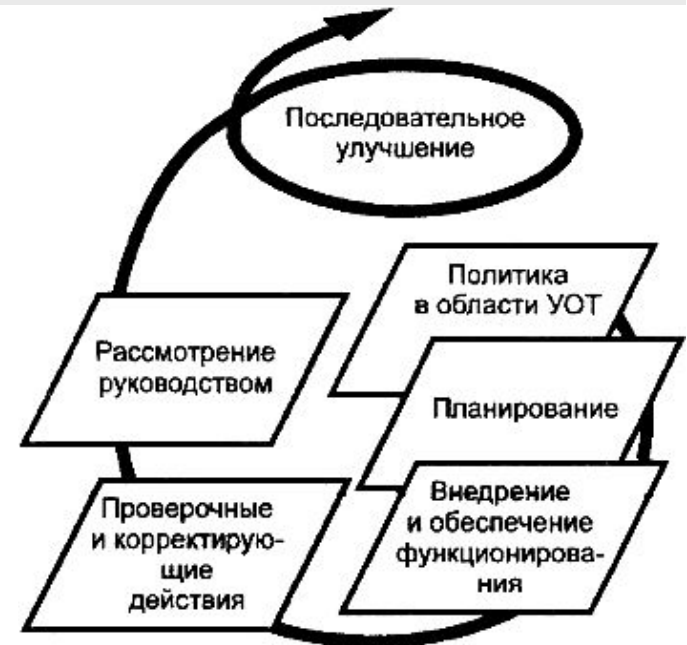 Последовательное
улучшение
Политика
в области УОТ
Рассмотрение
руководством
Планирование
Проверочные
и корректирую-
щие
действия
Внедрение
и обеспечение
функционирова-
ния